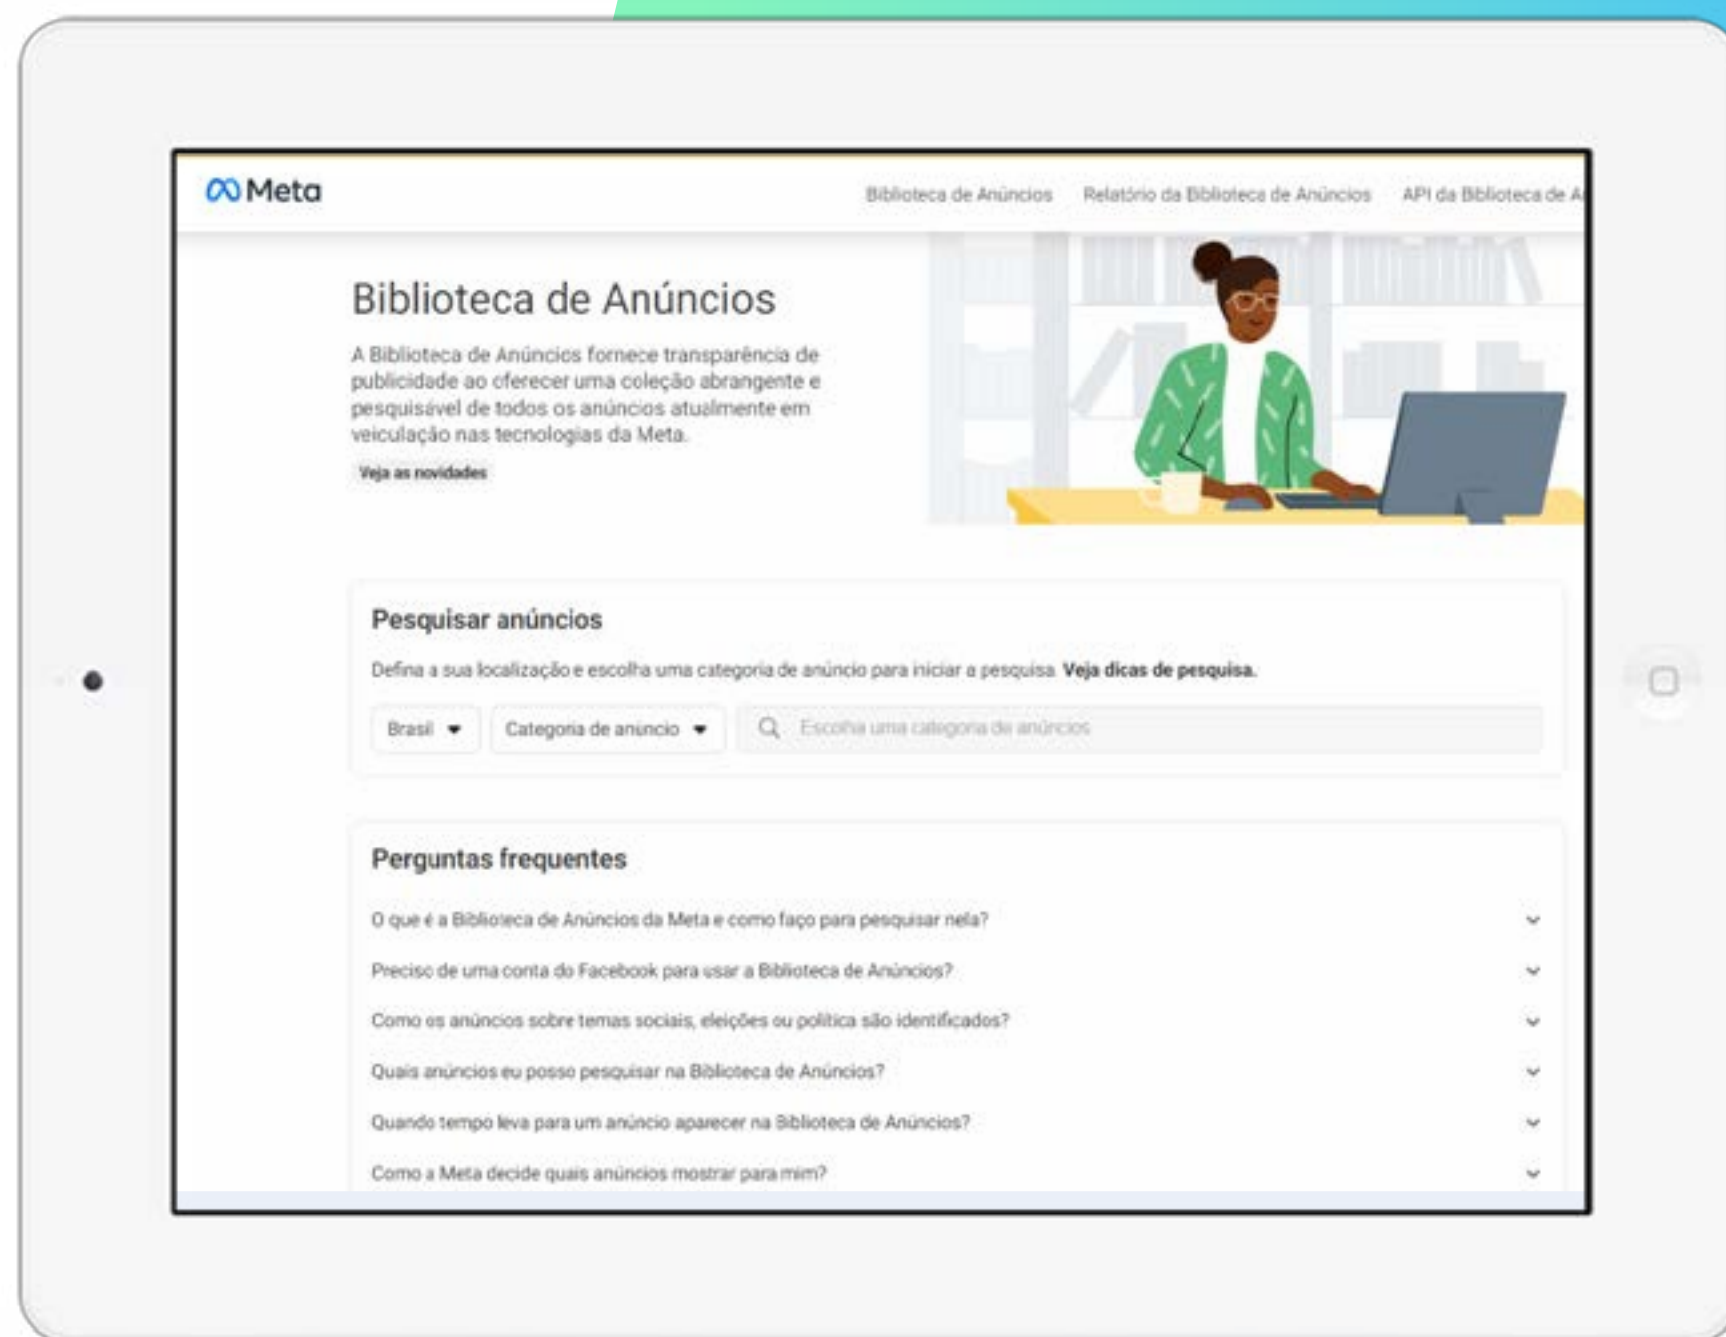 Meta
Biblioteca de Anúncios Relatório da Biblioteca de Anúncios API da Biblioteca de
Biblioteca de Anúncios
A Biblioteca de Anúncios fornece transparência de
publicidade ao oferecer uma coleção abrangente e
pesquisável de todos os anúncios atualmente em
veiculação nas tecnologias da Meta.
Veja as novidades
Pesquisar anúncios
Defina a sua localização e escolha uma categoria de anúncio para iniciar a pesquisa. Veja dicas de pesquisa.
Brasil Categoria de anúncio Escolha uma categoria de anúncios
Perguntas frequentes
O que é a Biblioteca de Anúncios da Meta e como faço para pesquisar nela?
Preciso de uma conta do Facebook para usar a Biblioteca de Anúncios?
Como os anúncios sobre temas sociais, eleições ou política são identificados?
Quais anúncios eu posso pesquisar na Biblioteca de Anúncios?
Quando tempo leva para um anúncio aparecer na Biblioteca de Anúncios?
Como a Meta decide quais anúncios mostrar para mim?